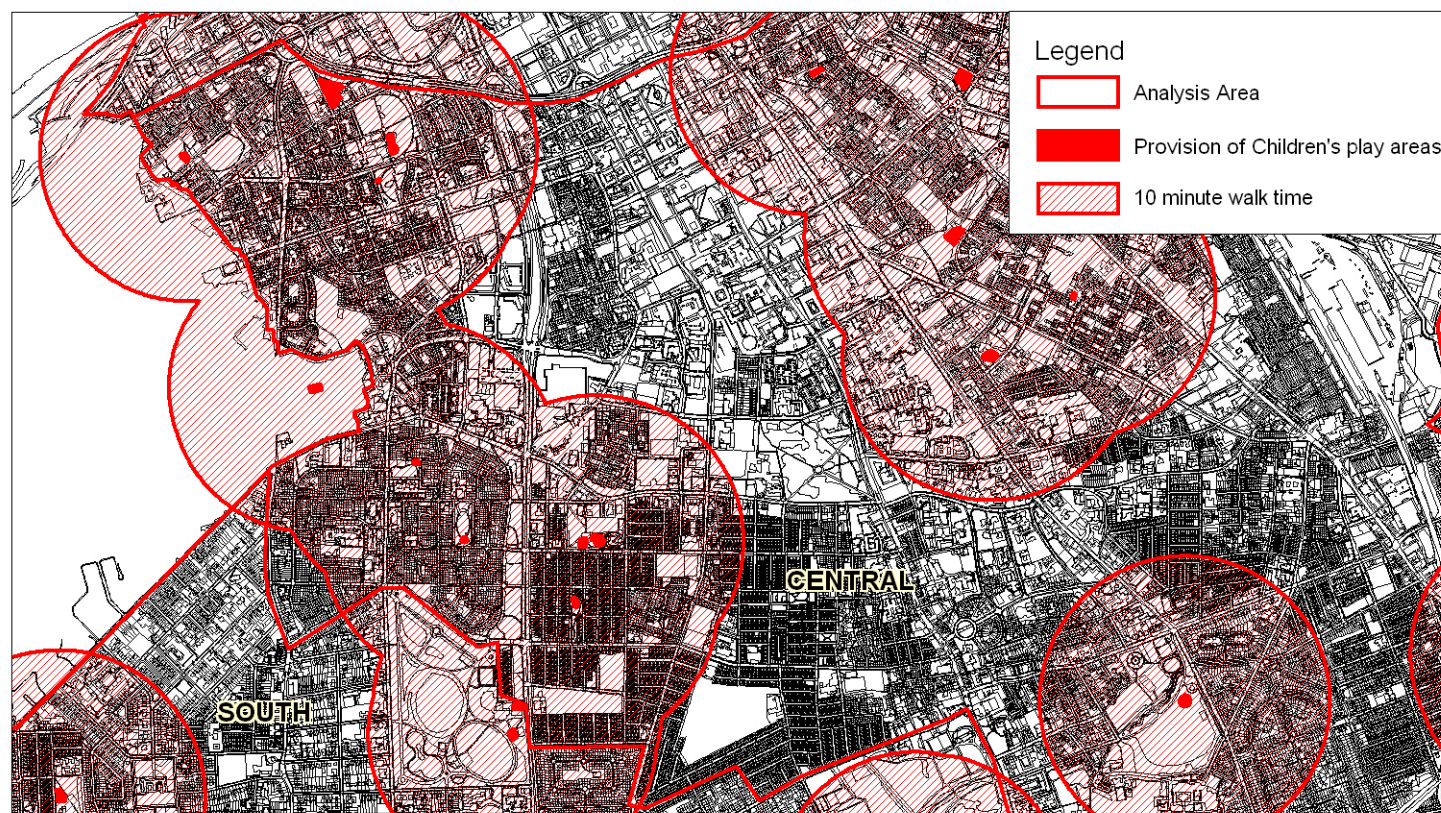 Legend
Analysis Area
Provision of Children's play areas
10 minute walk time
CENTRAL
SOUTH